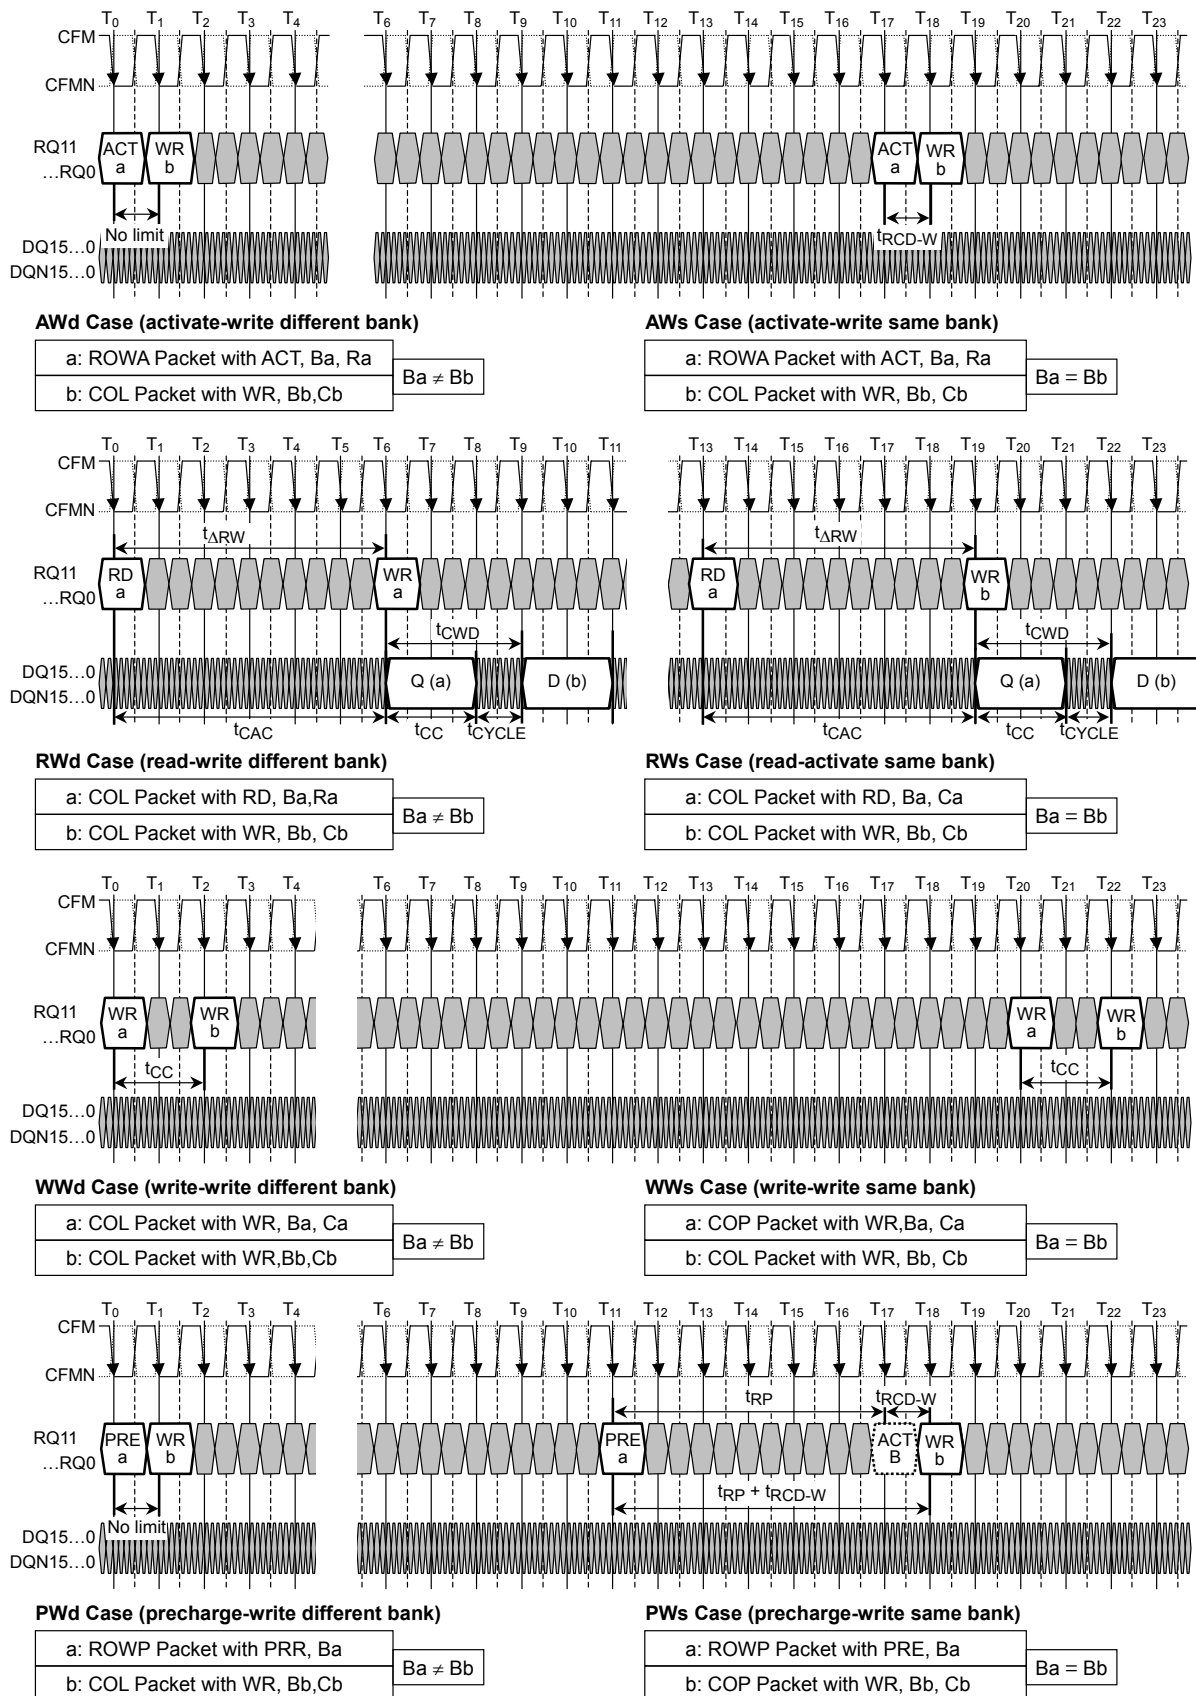 T0 T1 T2 T3 T4 T6 T7 T8 T9 T10 T11 T12 T13 T14 T15 T16 T17 T18 T19 T20 T21 T22 T23
CFM
CFMN
RQ11 ACT WR ACT WR
…RQ0 a b a b
No limit tRCD-W
DQ15…0
DQN15…0
AWd Case (activate-write different bank) AWs Case (activate-write same bank)
a: ROWA Packet with ACT, Ba, Ra a: ROWA Packet with ACT, Ba, Ra
Ba ≠ Bb Ba = Bb
b: COL Packet with WR, Bb,Cb b: COL Packet with WR, Bb, Cb
T0 T1 T2 T3 T4 T5 T6 T7 T8 T9 T10 T11 T13 T14 T15 T16 T17 T18 T19 T20 T21 T22 T23
CFM
CFMN
t∆RW t∆RW
RQ11 RD WR RD WR
…RQ0 a a a b
tCWD tCWD
DQ15…0 Q (a) D (b) Q (a) D (b)
DQN15…0
tCAC tCC tCYCLE tCAC tCC tCYCLE
RWd Case (read-write different bank) RWs Case (read-activate same bank)
a: COL Packet with RD, Ba,Ra a: COL Packet with RD, Ba, Ca
Ba ≠ Bb Ba = Bb
b: COL Packet with WR, Bb, Cb b: COL Packet with WR, Bb, Cb
T0 T1 T2 T3 T4 T6 T7 T8 T9 T10 T11 T12 T13 T14 T15 T16 T17 T18 T19 T20 T21 T22 T23
CFM
CFMN
RQ11 WR WR WR WR
…RQ0 a b a b
tCC tCC
DQ15…0
DQN15…0
WWd Case (write-write different bank) WWs Case (write-write same bank)
a: COL Packet with WR, Ba, Ca a: COP Packet with WR,Ba, Ca
Ba ≠ Bb Ba = Bb
b: COL Packet with WR,Bb,Cb b: COL Packet with WR, Bb, Cb
T0 T1 T2 T3 T4 T6 T7 T8 T9 T10 T11 T12 T13 T14 T15 T16 T17 T18 T19 T20 T21 T22 T23
CFM
CFMN
tRP tRCD-W
RQ11 PRE WR PRE ACT WR
…RQ0 a b a B b
tRP + tRCD-W
No limit
DQ15…0
DQN15…0
PWd Case (precharge-write different bank) PWs Case (precharge-write same bank)
a: ROWP Packet with PRR, Ba a: ROWP Packet with PRE, Ba
Ba ≠ Bb Ba = Bb
b: COL Packet with WR, Bb,Cb b: COP Packet with WR, Bb, Cb